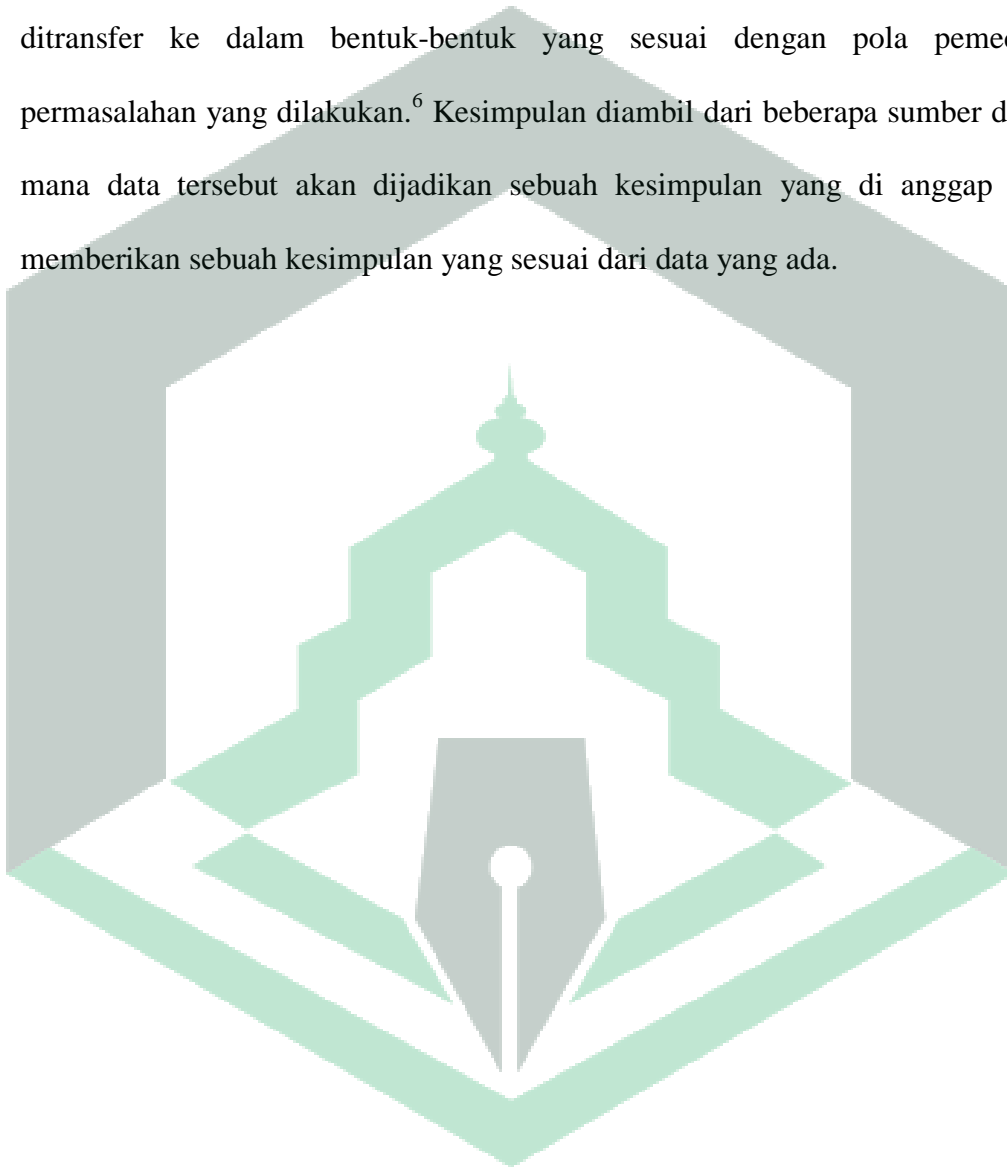 ditransfer ke dalam bentuk-bentuk yang sesuai dengan pola
permasalahan yang dilakukan.⁶ Kesimpulan diambil dari beberapa sumber
mana data tersebut akan dijadikan sebuah kesimpulan yang di anggap
memberikan sebuah kesimpulan yang sesuai dari data yang ada.